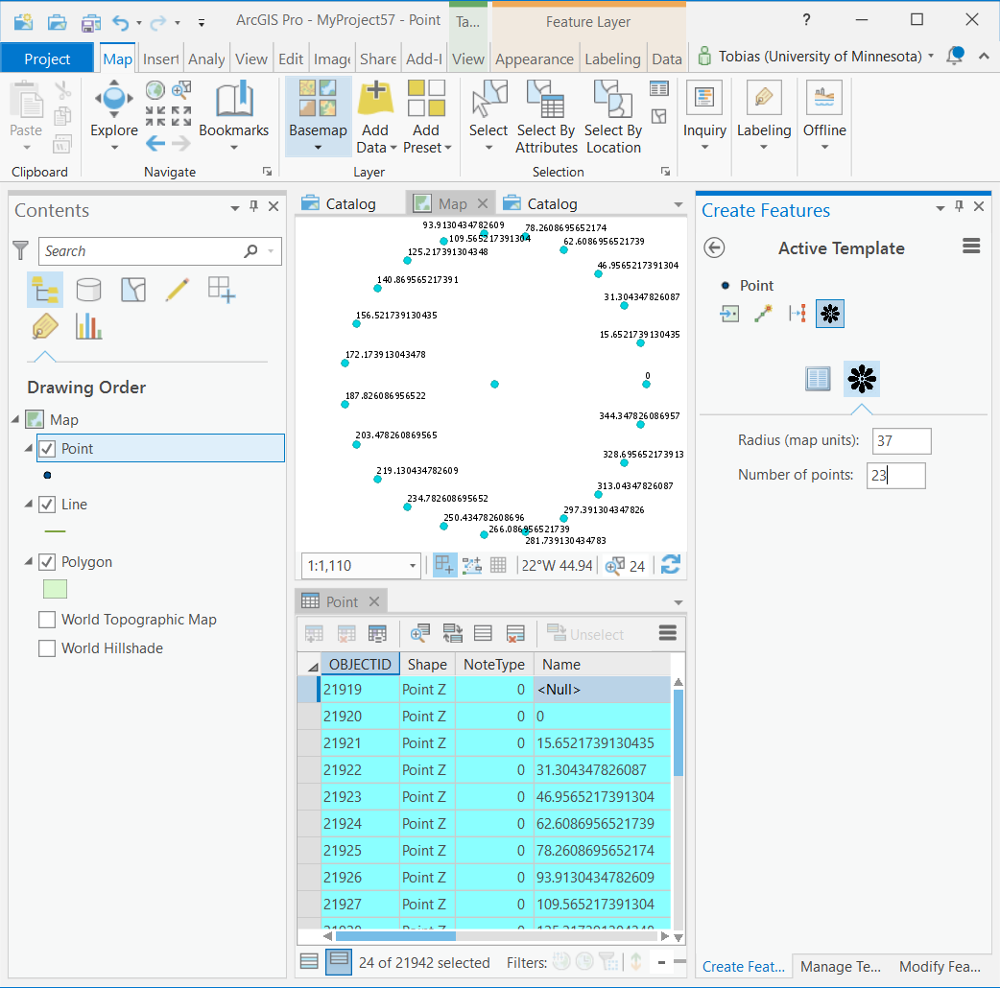 ArcGIS Pro - MyProject57 - Point
Ta...
Feature Layer
?
Project
Map
Insert
Analy
View
Edit
Image
Share
Add-I
View
Appearance
Labeling
Data
Tobias (University of Minnesota)
Paste
Explore
Bookmarks
Basemap
Add Data
Add Preset
Select
Select By Attributes
Select By Location
Inquiry
Labeling
Offline
Clipboard
Navigate
Layer
Selection
Contents
Search
Drawing Order
Map
Point
Line
Polygon
World Topographic Map
World Hillshade
Catalog
Map
Catalog
93.9130434782609
78.2608695652174
109.565217391304
62.6086956521739
125.217391304348
46.9565217391304
140.869565217391
31.304347826087
156.521739130435
15.6521739130435
172.173913043478
0
187.826086956522
344.347826086957
203.478260869565
328.695652173913
219.130434782609
313.04347826087
234.782608695652
297.391304347826
250.434782608696
266.086956521739
281.739130434783
1:1,110
22°W 44.94
24
Point
Unselect
OBJECTID Shape NoteType Name
21919 Point Z 0 <Null>
21920 Point Z 0 0
21921 Point Z 0 15.6521739130435
21922 Point Z 0 31.304347826087
21923 Point Z 0 46.9565217391304
21924 Point Z 0 62.6086956521739
21925 Point Z 0 78.2608695652174
21926 Point Z 0 93.9130434782609
21927 Point Z 0 109.565217391304
24 of 21942 selected
Filters:
Create Features
Active Template
Point
Radius (map units): 37
Number of points: 23
Create Feat...
Manage Te...
Modify Fea...